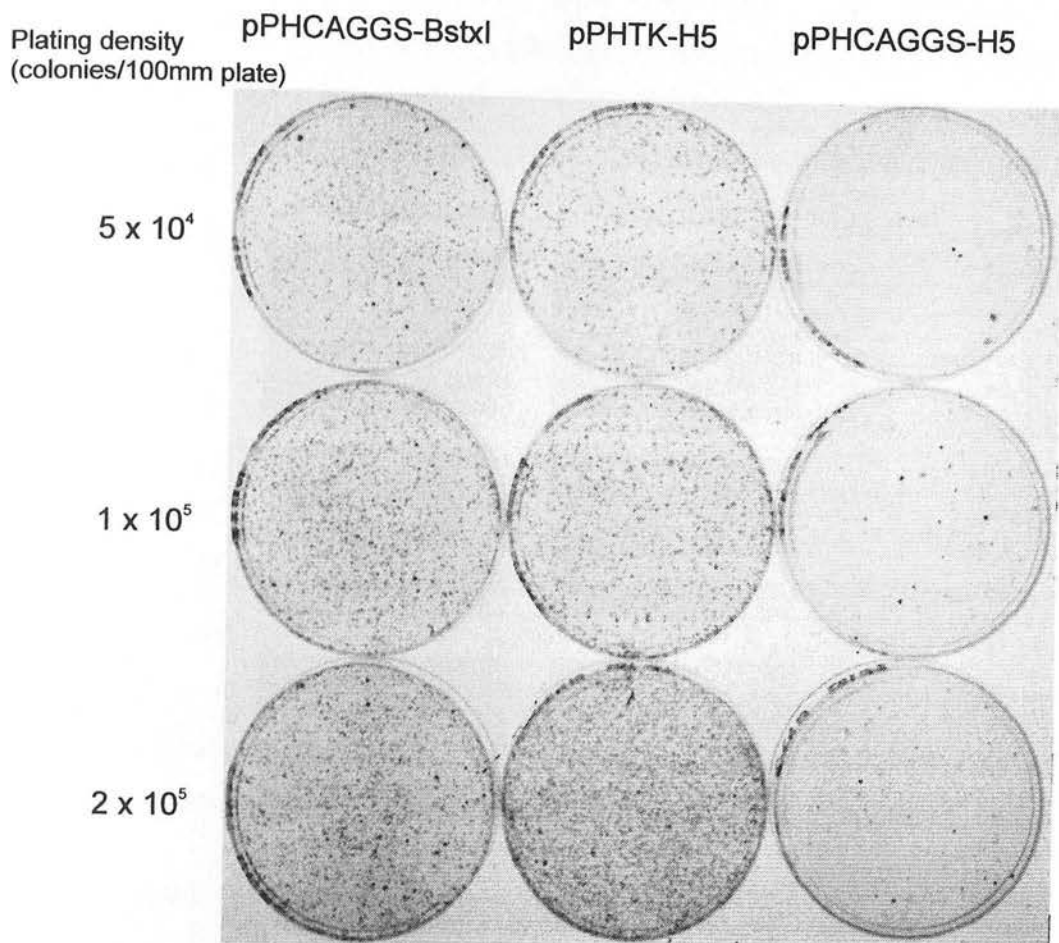 Plating density
(colonies/100mm plate)
pPHCAGGS-BstxI
pPHTK-H5
pPHCAGGS-H5
5 x 10⁴
1 x 10⁵
2 x 10⁵